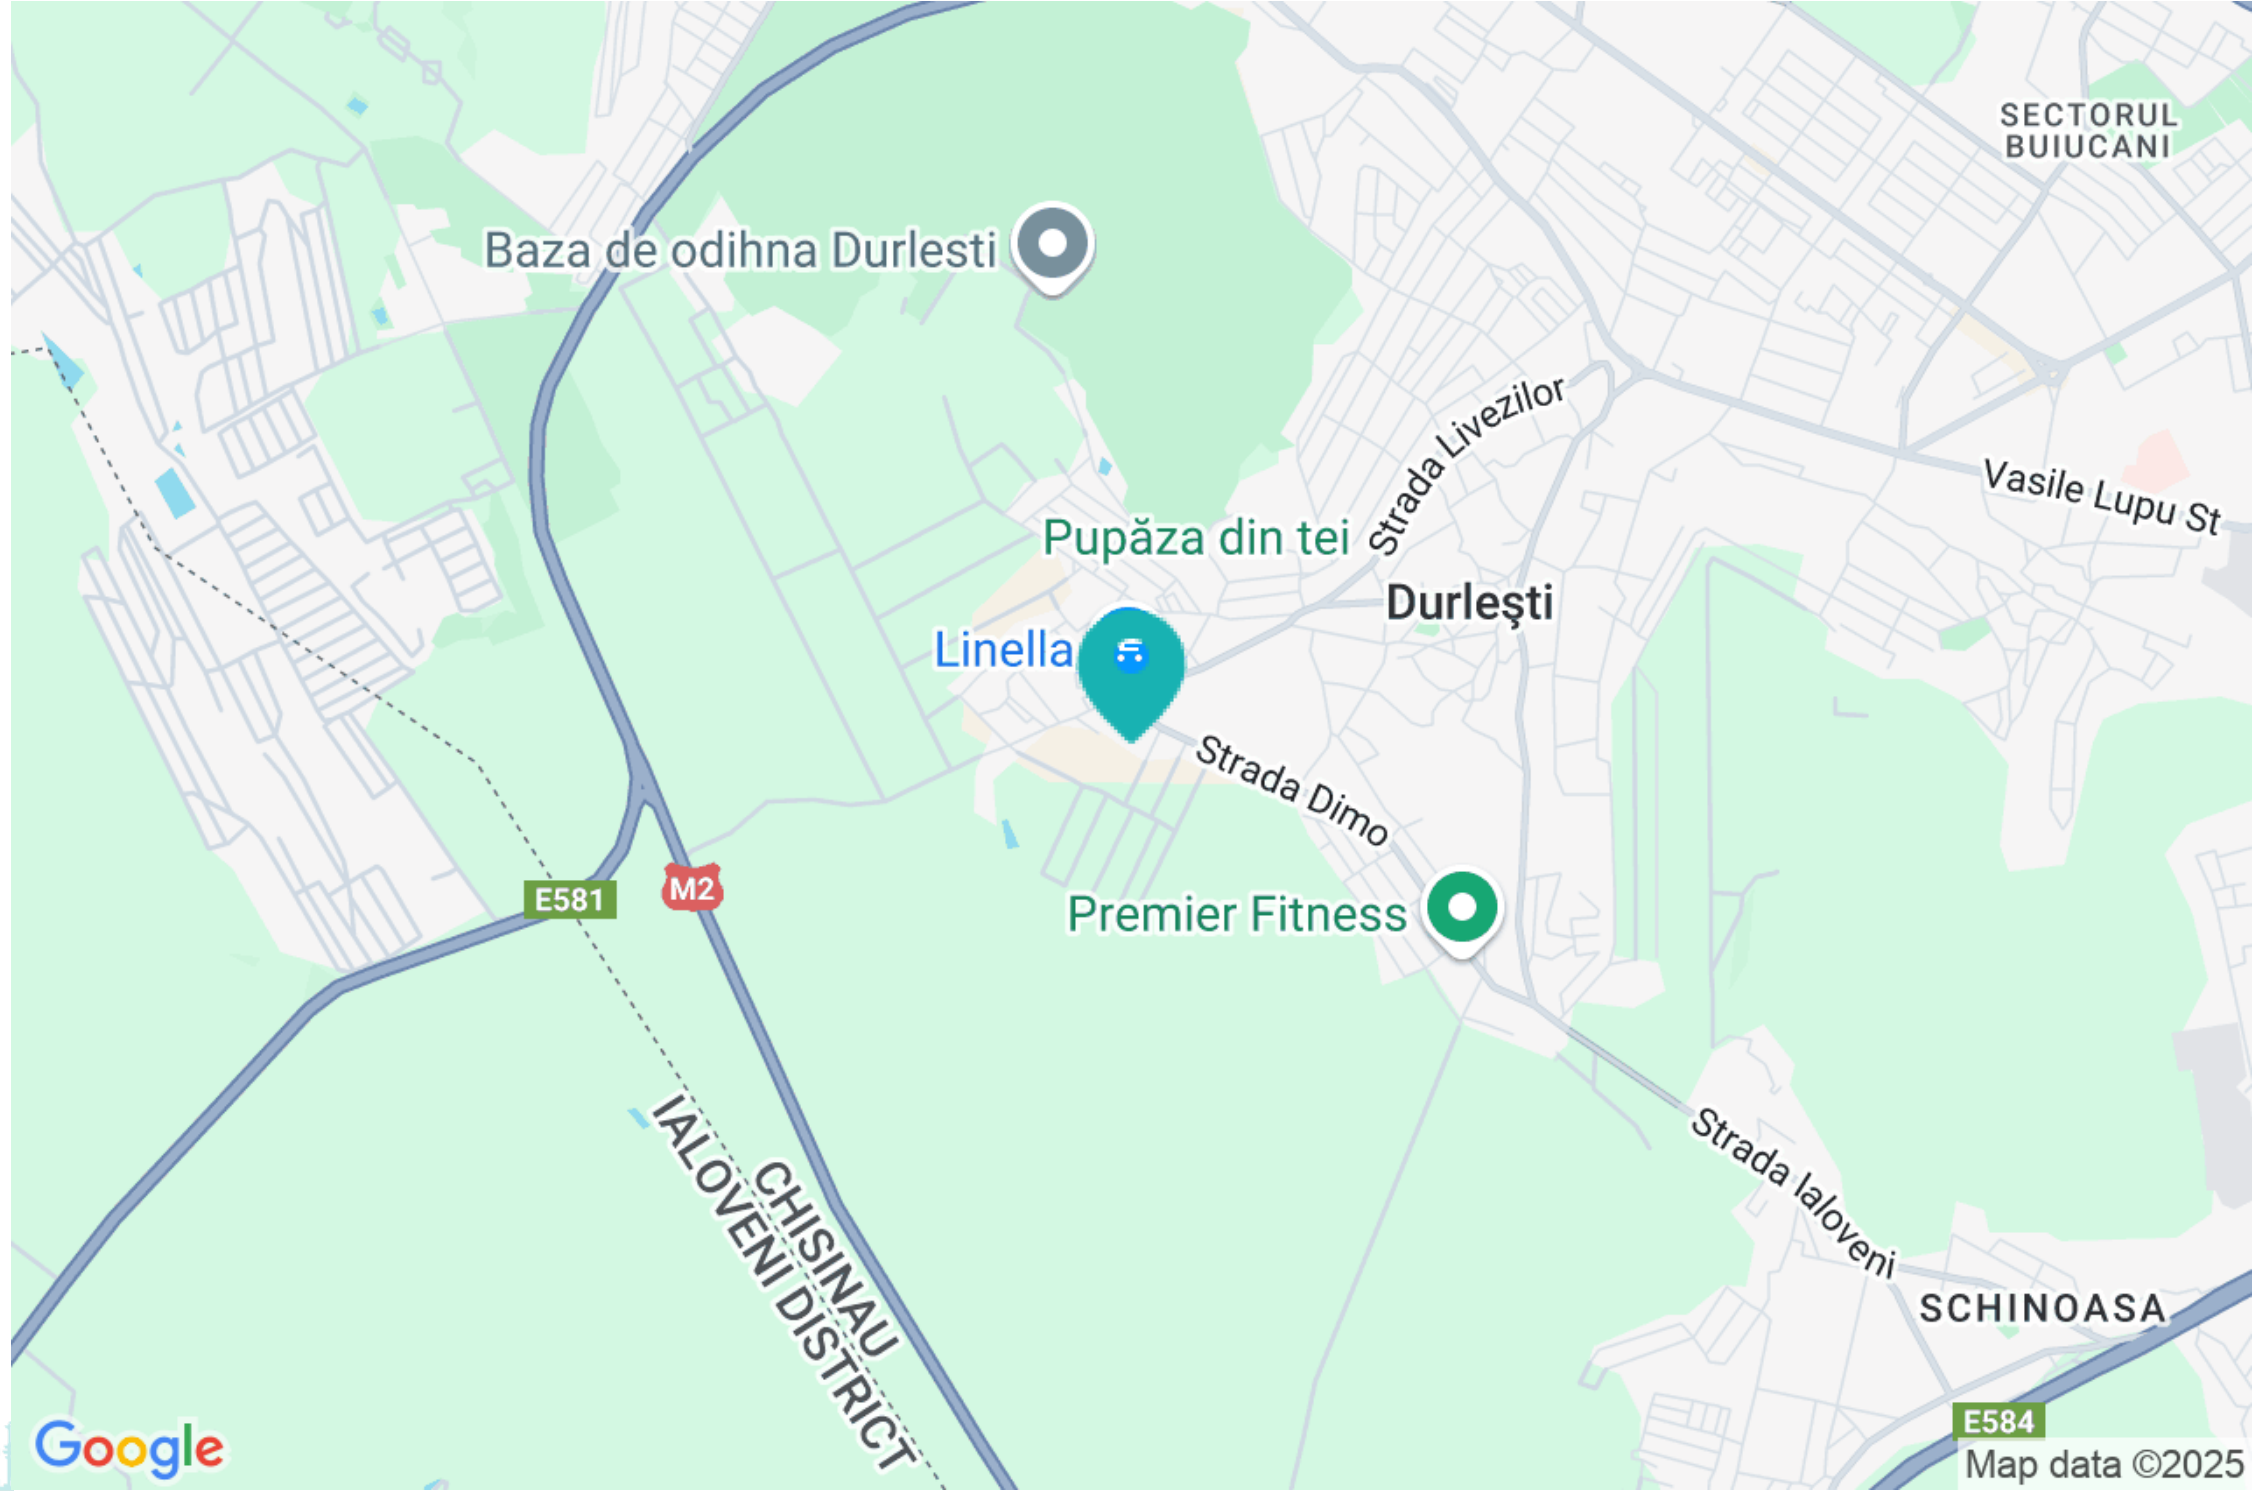 SECTORUL
BUIUCANI
Baza de odihna Durlesti
Strada Livezilor
Vasile Lupu St
Pupăza din tei
Durleşti
Linella
Strada Dimo
E581
M2
Premier Fitness
Strada Ialoveni
CHISINAU
IALOVENI DISTRICT
SCHINOASA
E584
Google
Map data ©2025